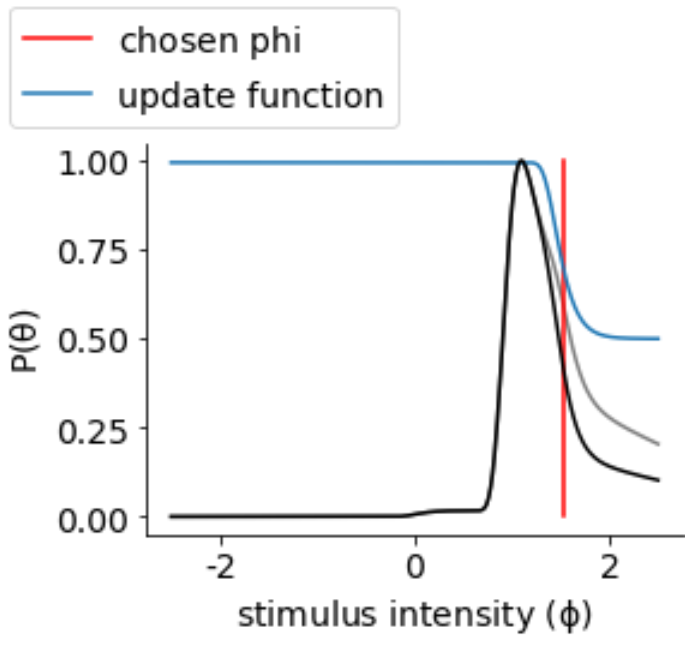 chosen phi
update function
1.00
0.75
0.50
0.25
0.00
P(θ)
-2 0 2
stimulus intensity (ϕ)